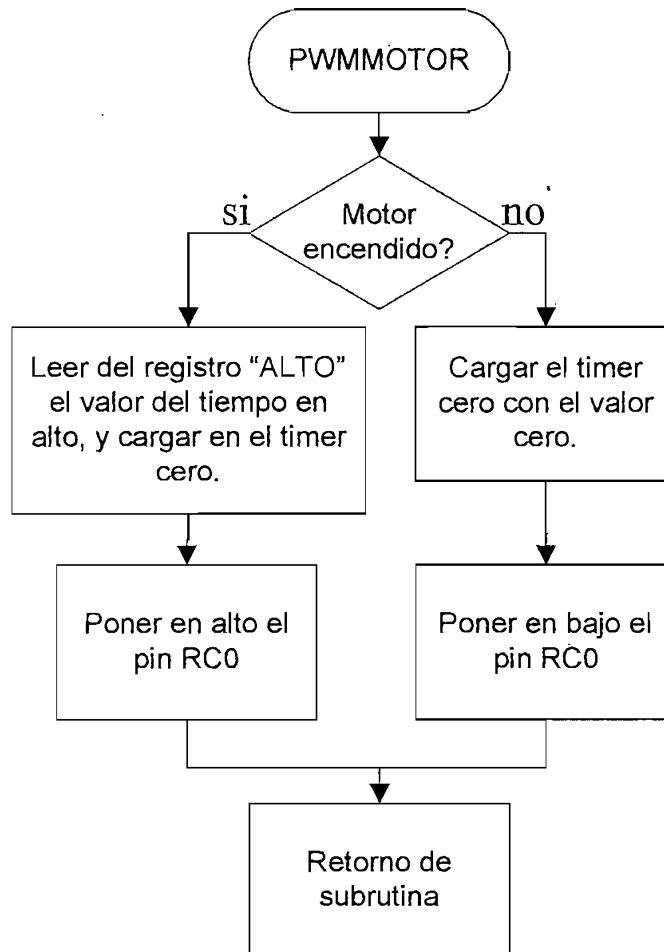 PWMMOTOR
si
Motor
encendido?
no
Leer del registro “ALTO”
el valor del tiempo en
alto, y cargar en el timer
cero.
Cargar el timer
cero con el valor
cero.
Poner en alto el
pin RC0
Poner en bajo el
pin RC0
Retorno de
subrutina